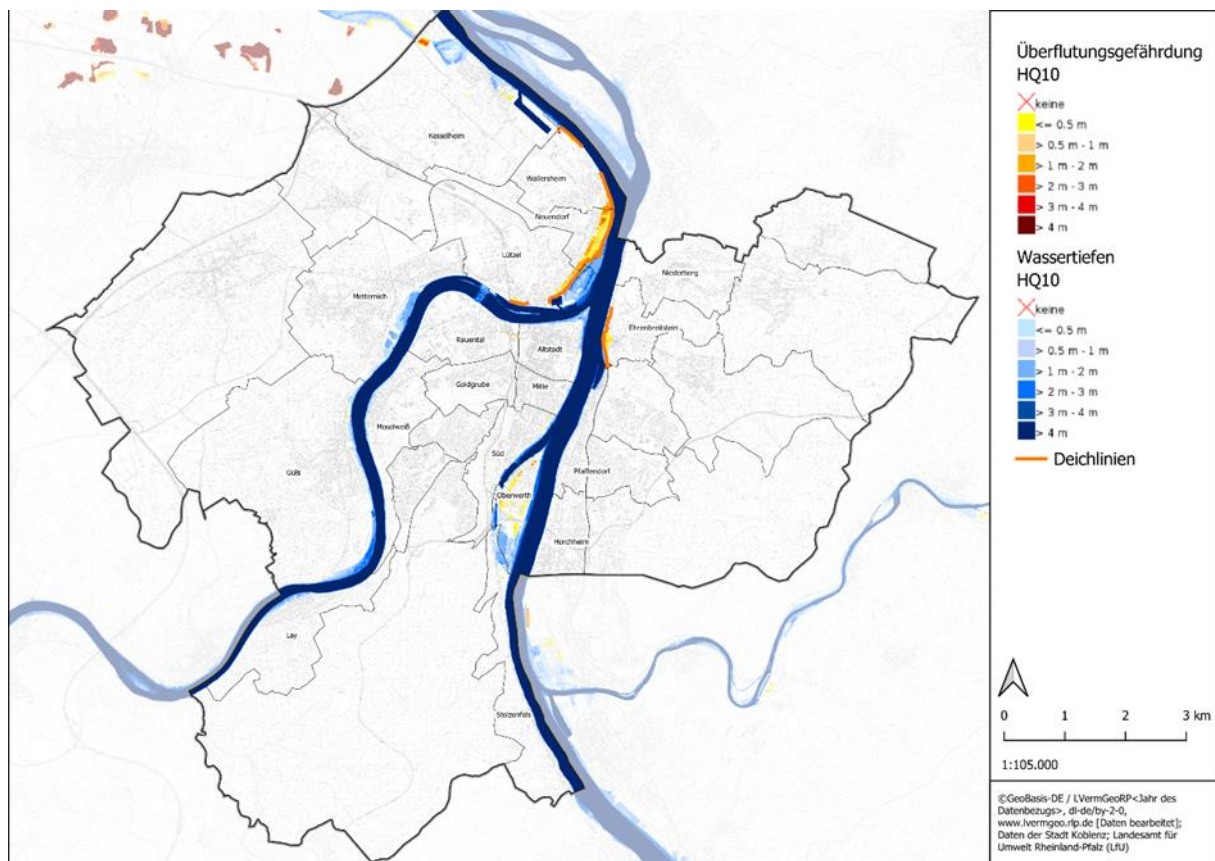 Überflutungsgefährdung
HQ10
keine
<= 0.5 m
> 0.5 m - 1 m
> 1 m - 2 m
> 2 m - 3 m
> 3 m - 4 m
> 4 m
Wassertiefen
HQ10
keine
<= 0.5 m
> 0.5 m - 1 m
> 1 m - 2 m
> 2 m - 3 m
> 3 m - 4 m
> 4 m
Deichlinien
Kesselheim
Wallersheim
Neuendorf
Lützel
Niederberg
Metternich
Ehrenbreitstein
Rauental
Altstadt
Goldgrube
Mitte
Moselweiß
Süd
Güls
Pfaffendorf
Oberwerth
Horchheim
Lay
Stolzenfels
0 1 2 3 km
1:105.000
©GeoBasis-DE / LVermGeoRP<Jahr des
Datenbezugs>, dl-de/by-2-0,
www.lvermgeo.rlp.de [Daten bearbeitet];
Daten der Stadt Koblenz; Landesamt für
Umwelt Rheinland-Pfalz (LfU)